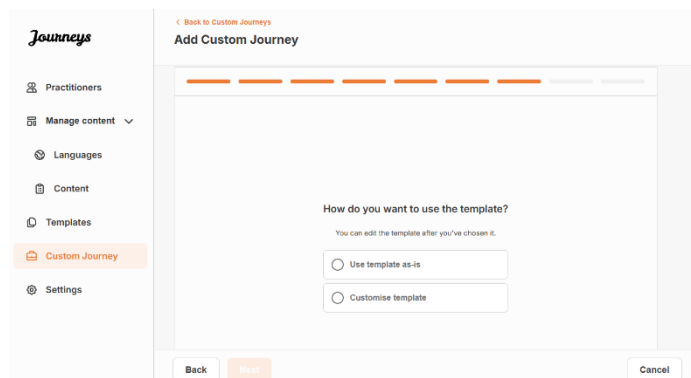 Journeys
Practitioners
Manage content
Languages
Content
Templates
Custom Journey
Settings
Back to Custom Journeys
Add Custom Journey
How do you want to use the template?
You can edit the template after you've chosen it.
Use template as-is
Customise template
Back
Next
Cancel